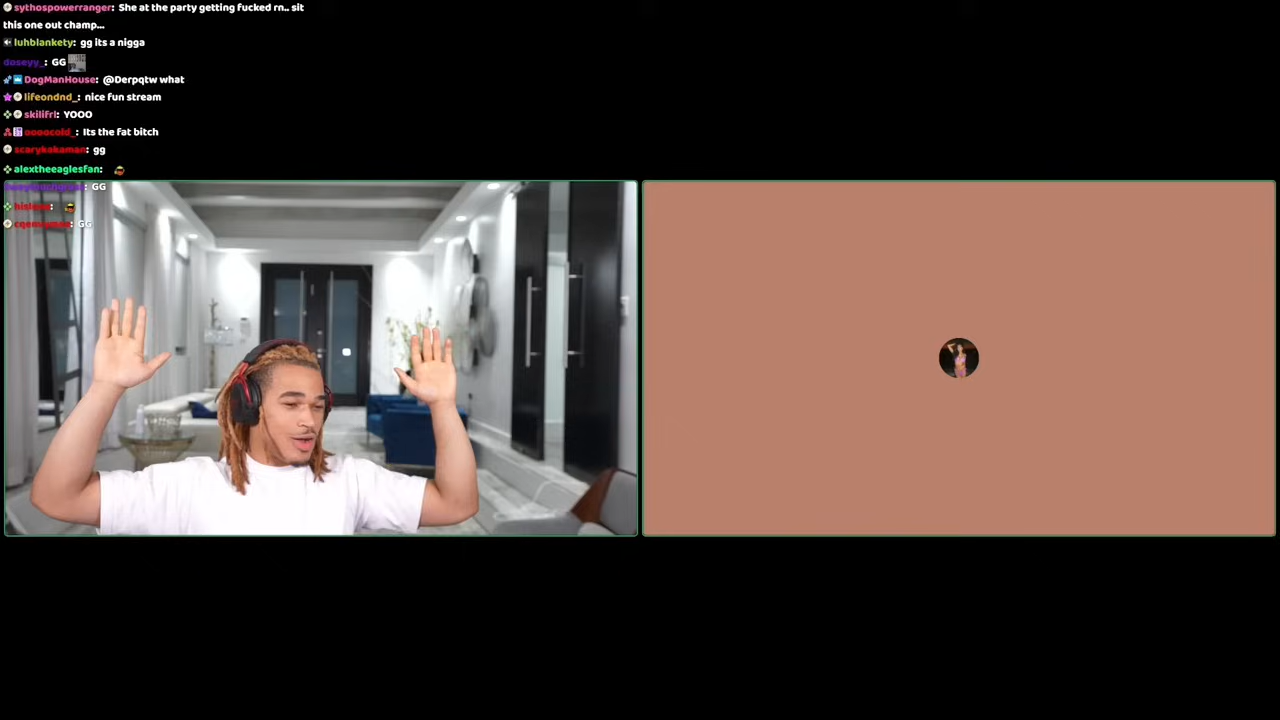 sythospowerranger: She at the party getting fucked rn.. sit
this one out champ...
luhblankety: gg its a nigga
doseyy_: GG
DogManHouse: @Derpqtw what
lifeondnd_: nice fun stream
skilifrl: YOOO
oooocold_: Its the fat bitch
scarykakaman: gg
alextheeaglesfan:
GG
GG